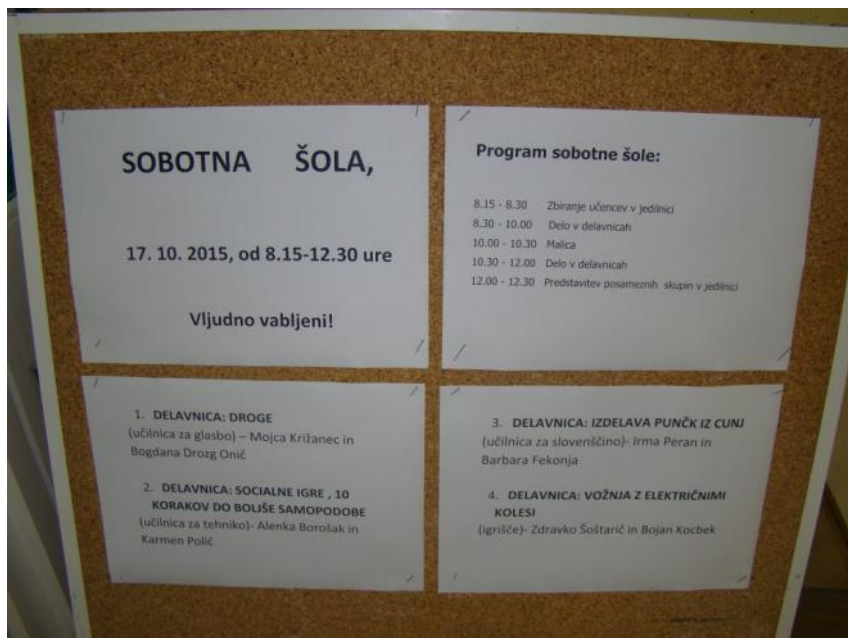 SOBOTNA ŠOLA,
17. 10. 2015, od 8.15-12.30 ure
Vljudno vabljeni!
Program sobotne šole:
8.15 - 8.30 Zbiranje učencev v jedilnici
8.30 - 10.00 Delo v delavnicah
10.00 - 10.30 Malica
10.30 - 12.00 Delo v delavnicah
12.00 - 12.30 Predstavitev posameznih skupin v jedilnici
1. DELAVNICA: DROGE
(učilnica za glasbo) – Mojca Križanec in
Bogdana Drozg Onič
2. DELAVNICA: SOCIALNE IGRE , 10
KORAKOV DO BOLJŠE SAMOPODOBE
(učilnica za tehniko)- Alenka Borošak in
Karmen Polič
3. DELAVNICA: IZDELAVA PUNČK IZ CUNJ
(učilnica za slovenščino)- Irma Peran in
Barbara Fekonja
4. DELAVNICA: VOŽNJA Z ELEKTRIČNIMI
KOLESI
(igrišče)- Zdravko Šoštarič in Bojan Kocbek